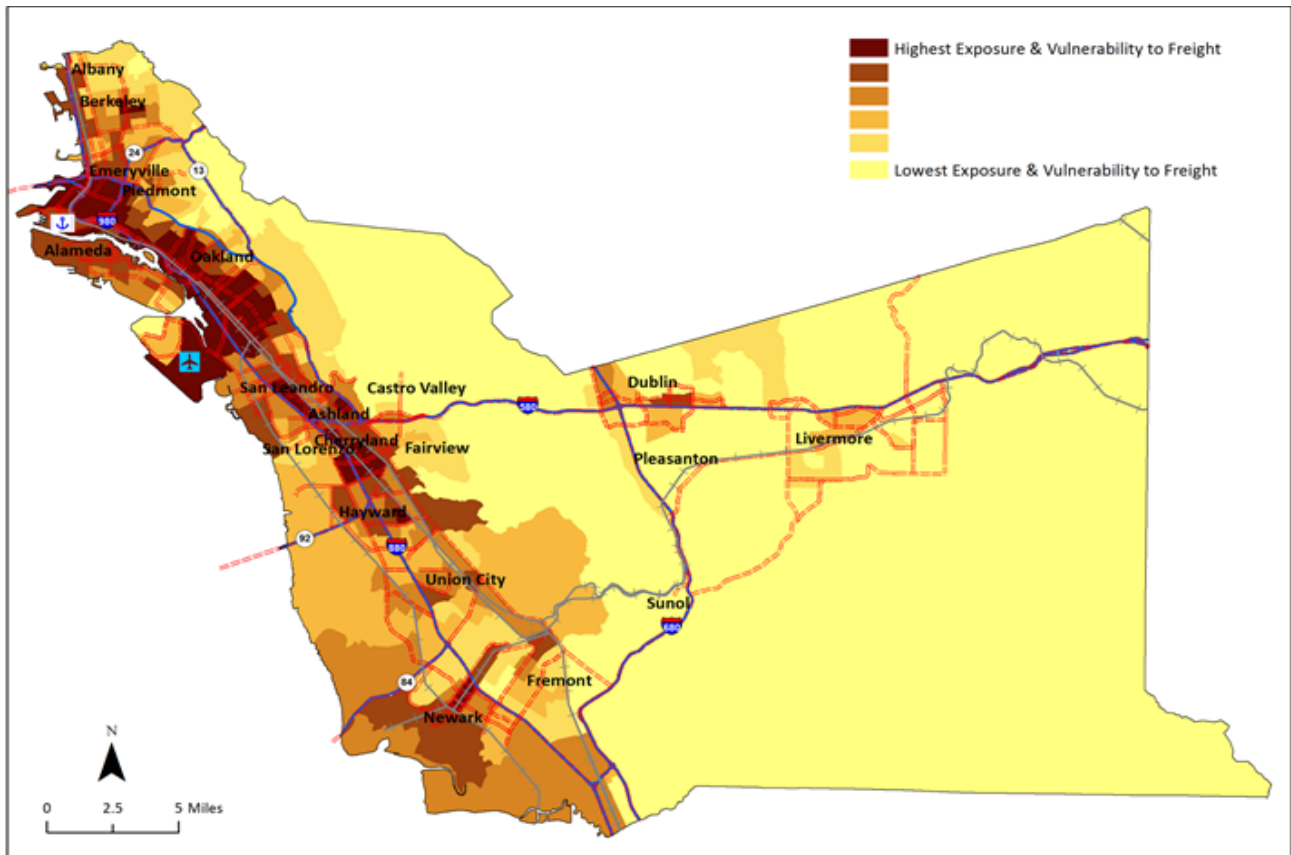 Highest Exposure & Vulnerability to Freight
Lowest Exposure & Vulnerability to Freight
Albany
Berkeley
24
13
Emeryville
Piedmont
980
Alameda
Oakland
San Leandro
Castro Valley
Dublin
580
Ashland
Cherryland
San Lorenzo
Fairview
Livermore
Pleasanton
Hayward
92
880
Union City
Sunol
680
84
Fremont
Newark
N
0 2.5 5 Miles